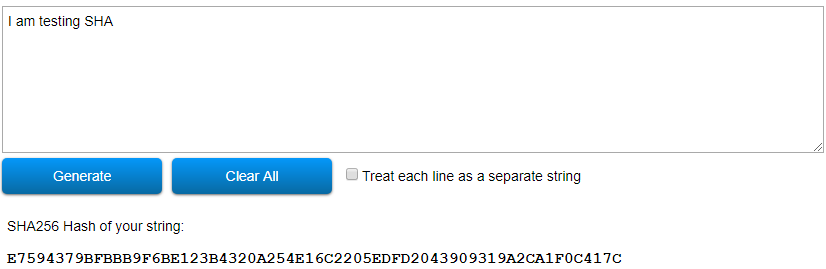 I am testing SHA
Generate
Clear All
Treat each line as a separate string
SHA256 Hash of your string:
E7594379BFBBB9F6BE123B4320A254E16C2205EDFD2043909319A2CA1F0C417C